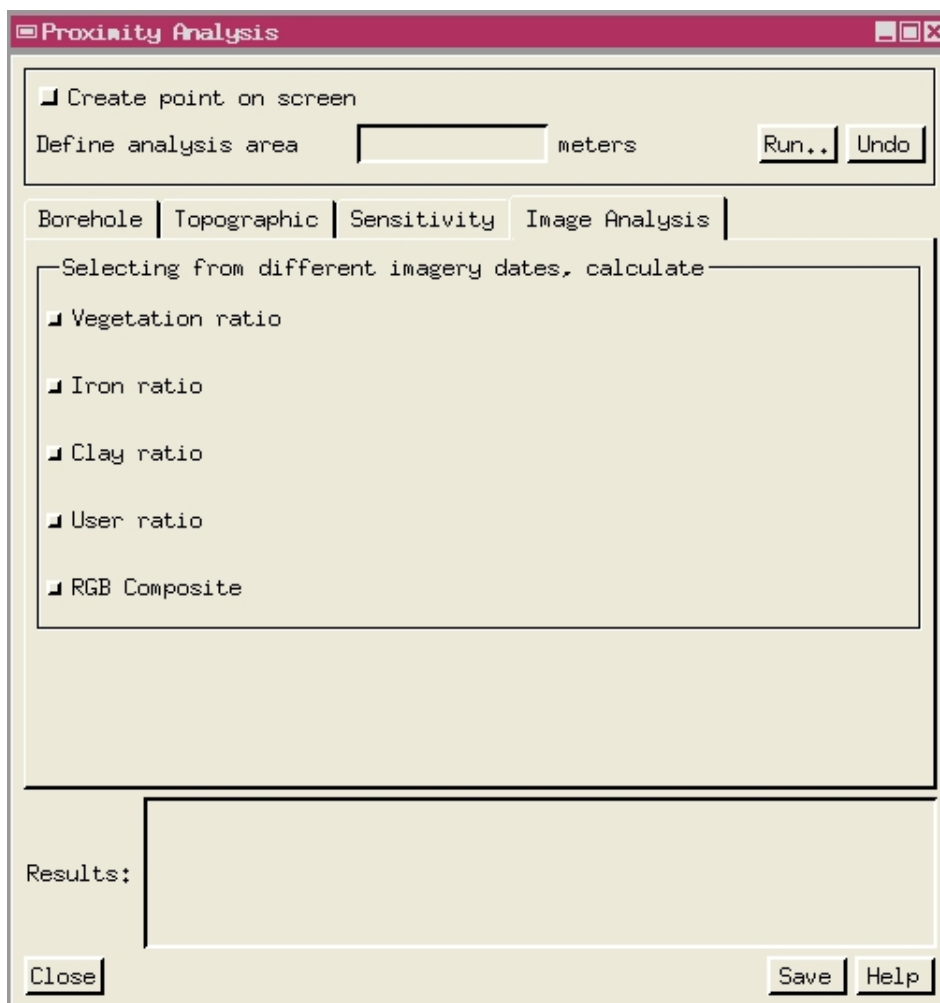 Proximity Analysis
Create point on screen
Define analysis area meters Run.. Undo
Borehole Topographic Sensitivity Image Analysis
Selecting from different imagery dates, calculate
Vegetation ratio
Iron ratio
Clay ratio
User ratio
RGB Composite
Results:
Close Save Help